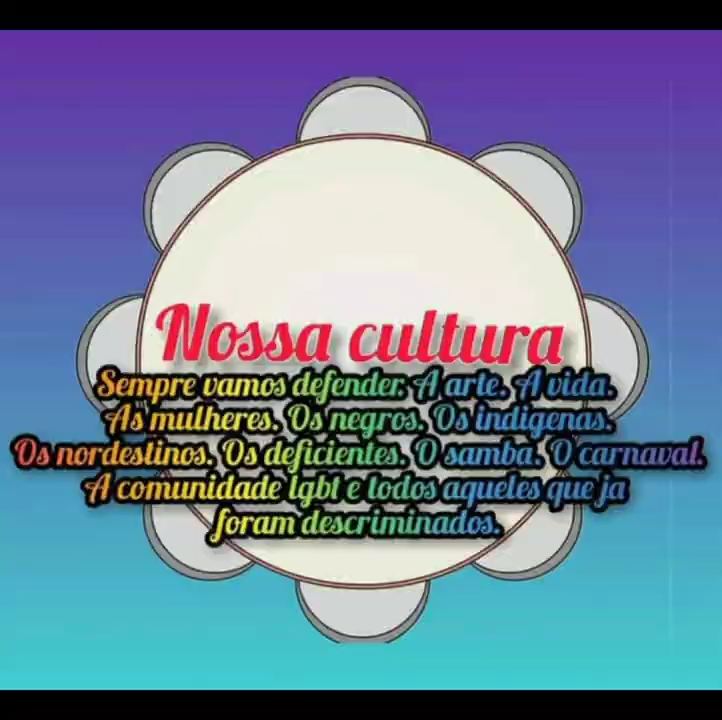 Nossa cultura
Sempre vamos defender. A arte. A vida.
As mulheres. Os negros. Os indigenas.
Os nordestinos. Os deficientes. O samba. O carnaval.
A comunidade lgbt e todos aqueles que ja
foram descriminados.